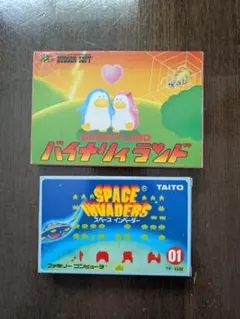 HUDSON SOFT
バイナリィランド
TAITO
SPACE
INVADERS
スペース インベーダー
01
ファミリー コンピュータ